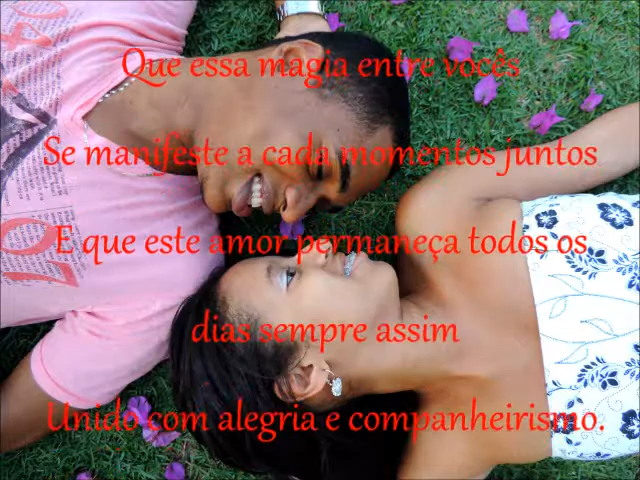 Que essa magia entre vocês
Se manifeste a cada momentos juntos
E que este amor permaneça todos os
dias sempre assim
Unido com alegria e companheirismo.